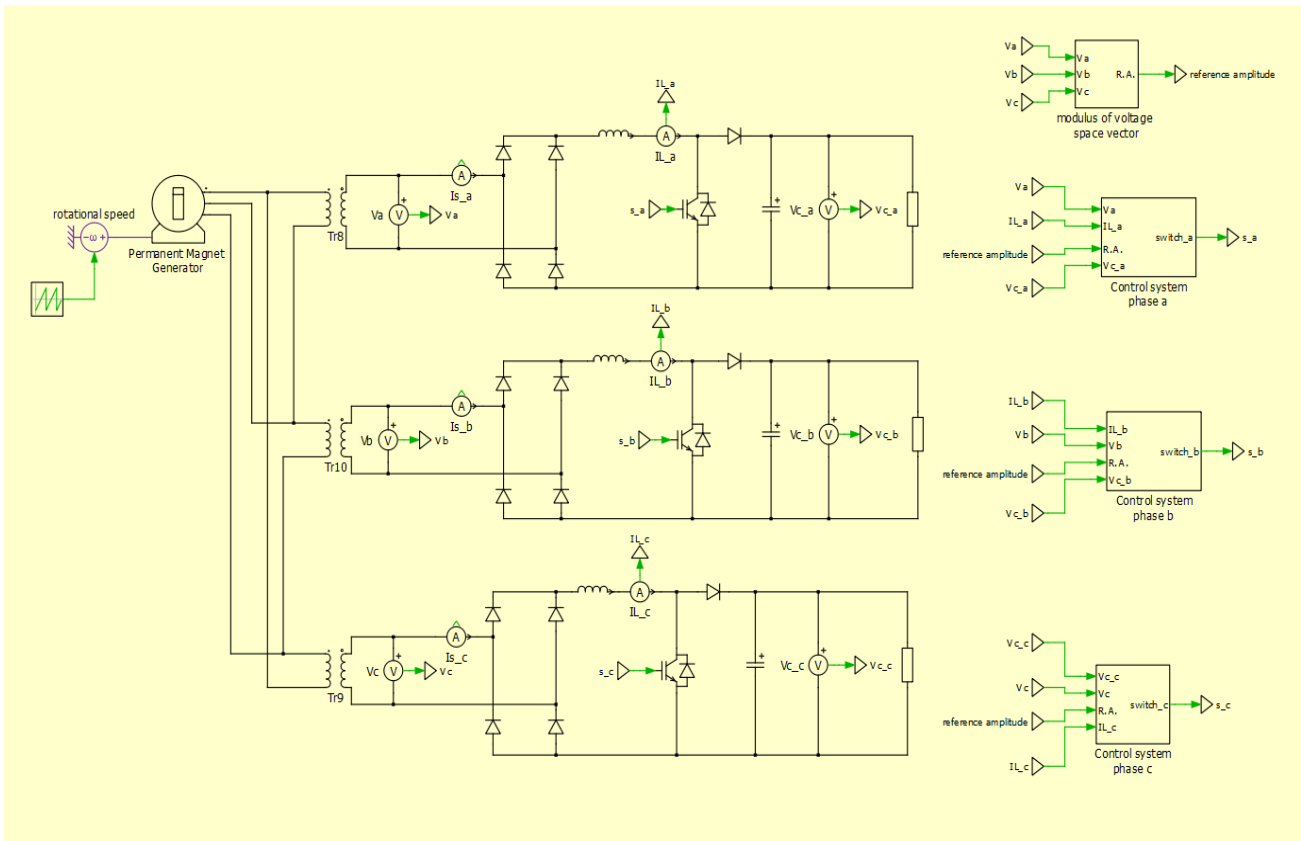 rotational speed
-ω +
Permanent Magnet
Generator
Tr8
Va
V
Va
A
Is_a
IL_a
A
IL_a
s_a
+
+
Vc_a
V
Vc_a
Tr10
Vb
V
+
Vb
A
Is_b
IL_b
A
IL_b
s_b
+
+
Vc_b
V
Vc_b
Tr9
Vc
V
+
Vc
A
Is_c
IL_c
A
IL_c
s_c
+
+
Vc_c
V
Vc_c
Va
Vb
Vc
Va
Vb
Vc
R.A.
reference amplitude
modulus of voltage
space vector
Va
IL_a
reference amplitude
Vc_a
Va
IL_a
R.A.
Vc_a
switch_a
s_a
Control system
phase a
IL_b
Vb
reference amplitude
Vc_b
IL_b
Vb
R.A.
Vc_b
switch_b
s_b
Control system
phase b
Vc_c
Vc
reference amplitude
IL_c
Vc_c
Vc
R.A.
IL_c
switch_c
s_c
Control system
phase c